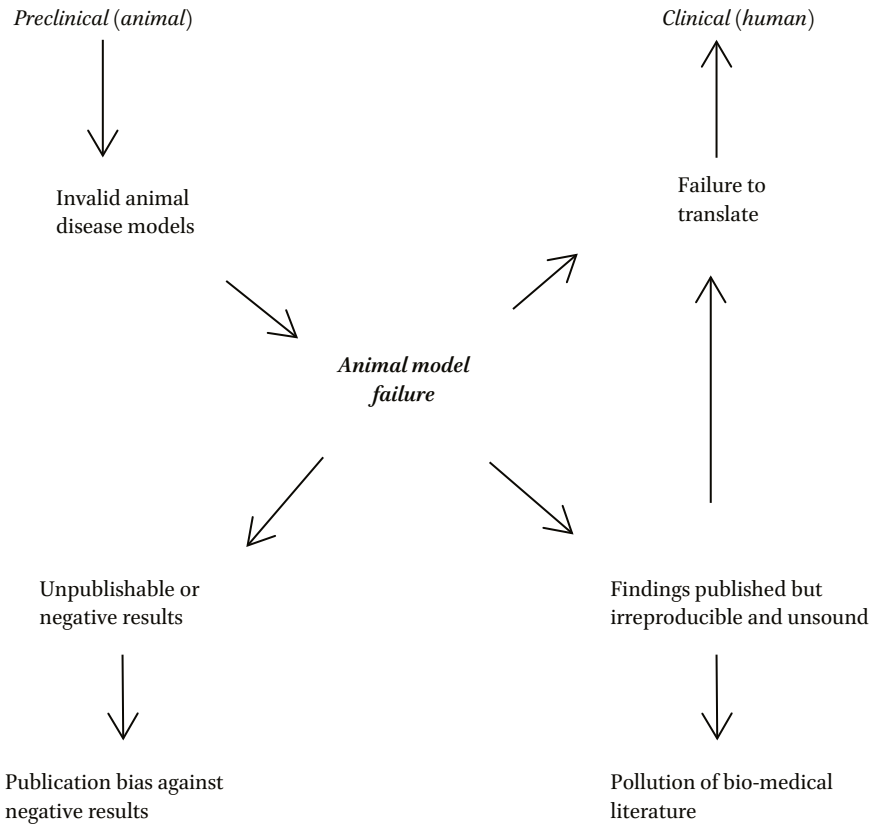 Preclinical (animal)
Clinical (human)
Invalid animal
disease models
Failure to
translate
Animal model
failure
Unpublishable or
negative results
Findings published but
irreproducible and unsound
Publication bias against
negative results
Pollution of bio-medical
literature